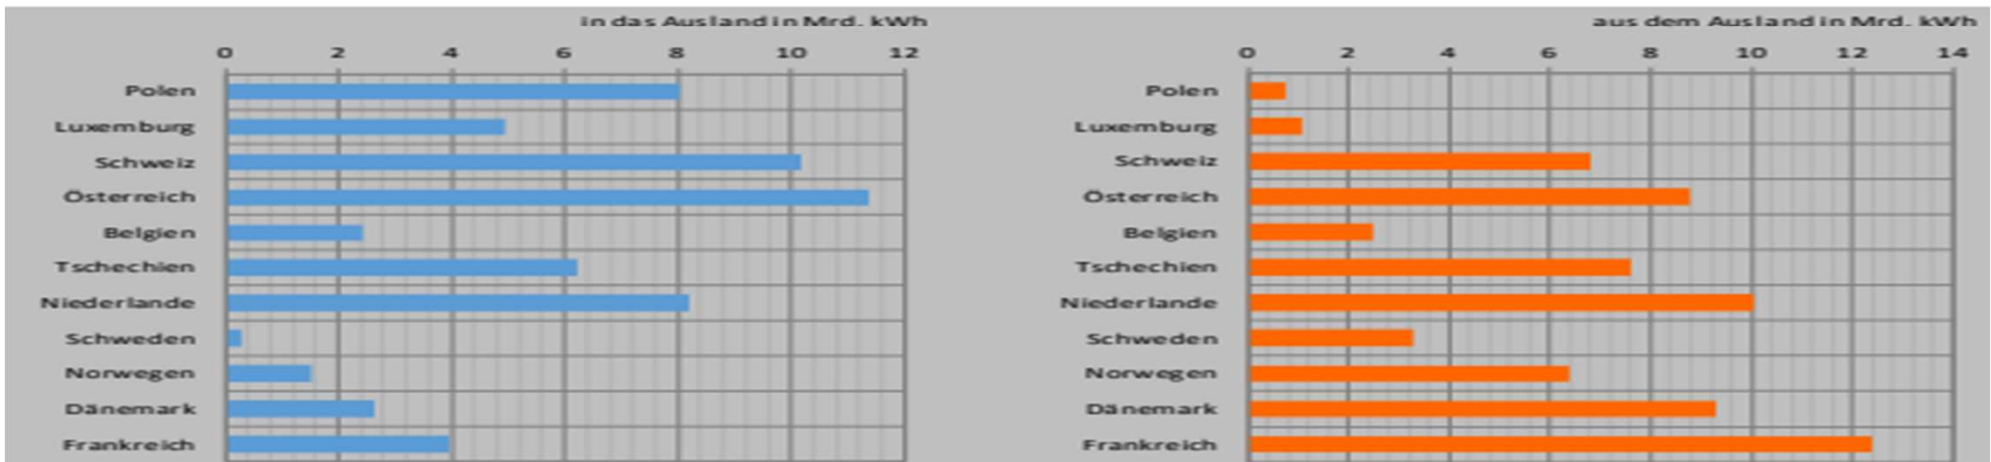 in das Ausland in Mrd. kWh
0 2 4 6 8 10 12
Polen
Luxemburg
Schweiz
Österreich
Belgien
Tschechien
Niederlande
Schweden
Norwegen
Dänemark
Frankreich
aus dem Ausland in Mrd. kWh
0 2 4 6 8 10 12 14
Polen
Luxemburg
Schweiz
Österreich
Belgien
Tschechien
Niederlande
Schweden
Norwegen
Dänemark
Frankreich